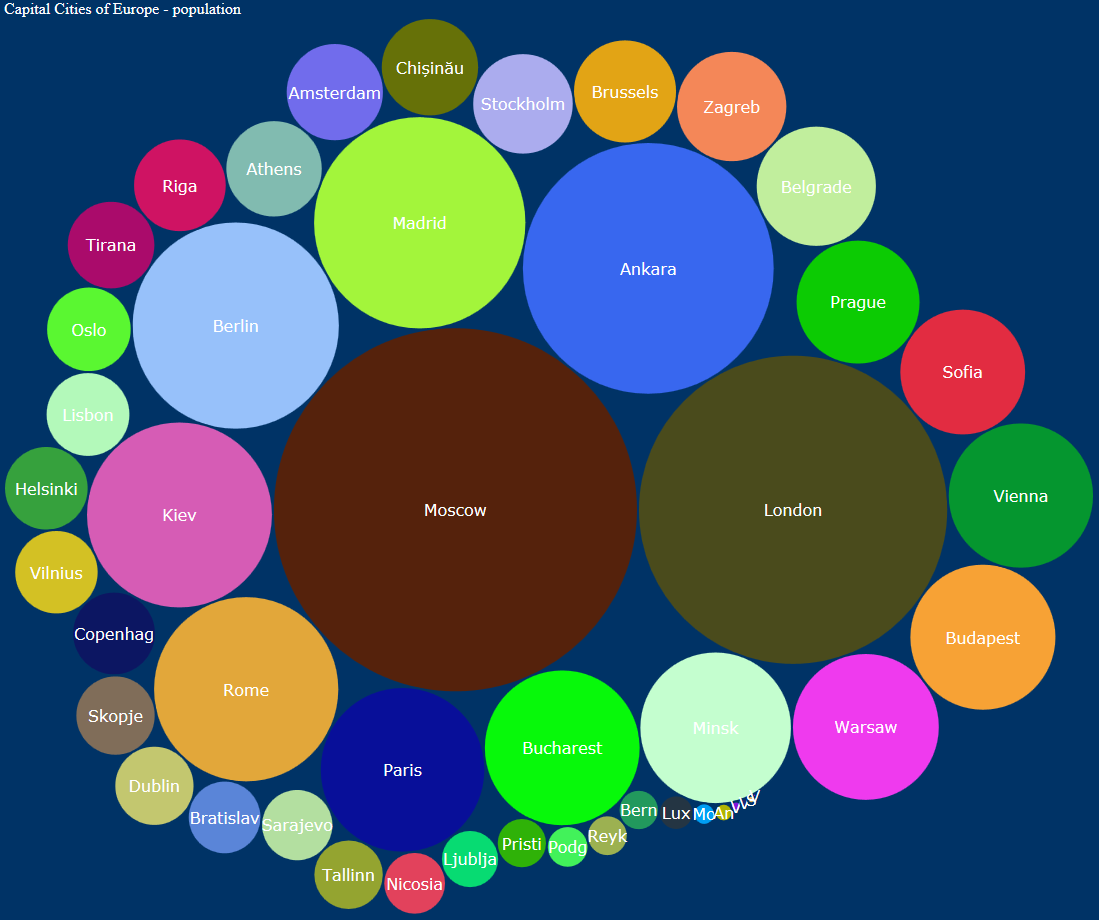 Capital Cities of Europe - population
Chișinău
Amsterdam
Stockholm
Brussels
Zagreb
Athens
Riga
Belgrade
Madrid
Tirana
Ankara
Prague
Berlin
Oslo
Sofia
Lisbon
Helsinki
Vienna
Kiev
Moscow
London
Vilnius
Copenhag
Budapest
Rome
Skopje
Minsk
Warsaw
Bucharest
Paris
Dublin
Bern
Lux
Mo
An
Bratislav
Sarajevo
Reyk
Pristi
Podg
Ljublja
Tallinn
Nicosia